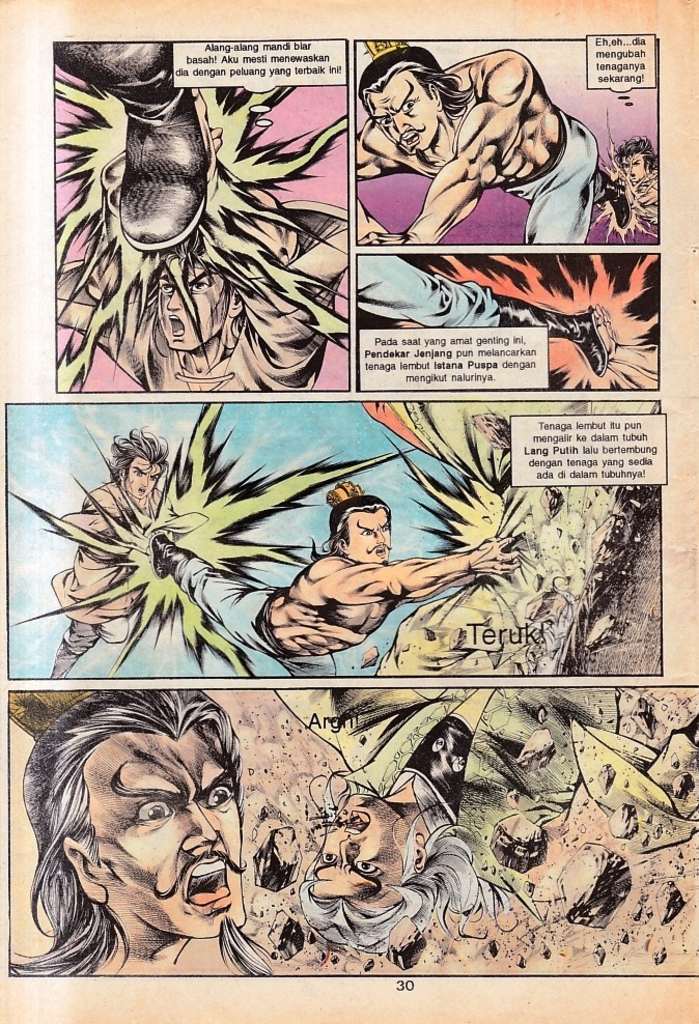 Alang-alang mandi biar
basah! Aku mesti menewaskan
dia dengan peluang yang terbaik ini!
Eh,eh...dia
mengubah
tenaganya
sekarang!
Pada saat yang amat genting ini,
Pendekar Jenjang pun melancarkan
tenaga lembut Istana Puspa dengan
mengikut nalurinya.
Tenaga lembut itu pun
mengalir ke dalam tubuh
Lang Putih lalu bertembung
dengan tenaga yang sedia
ada di dalam tubuhnya!
Teruk!
Argh!
30